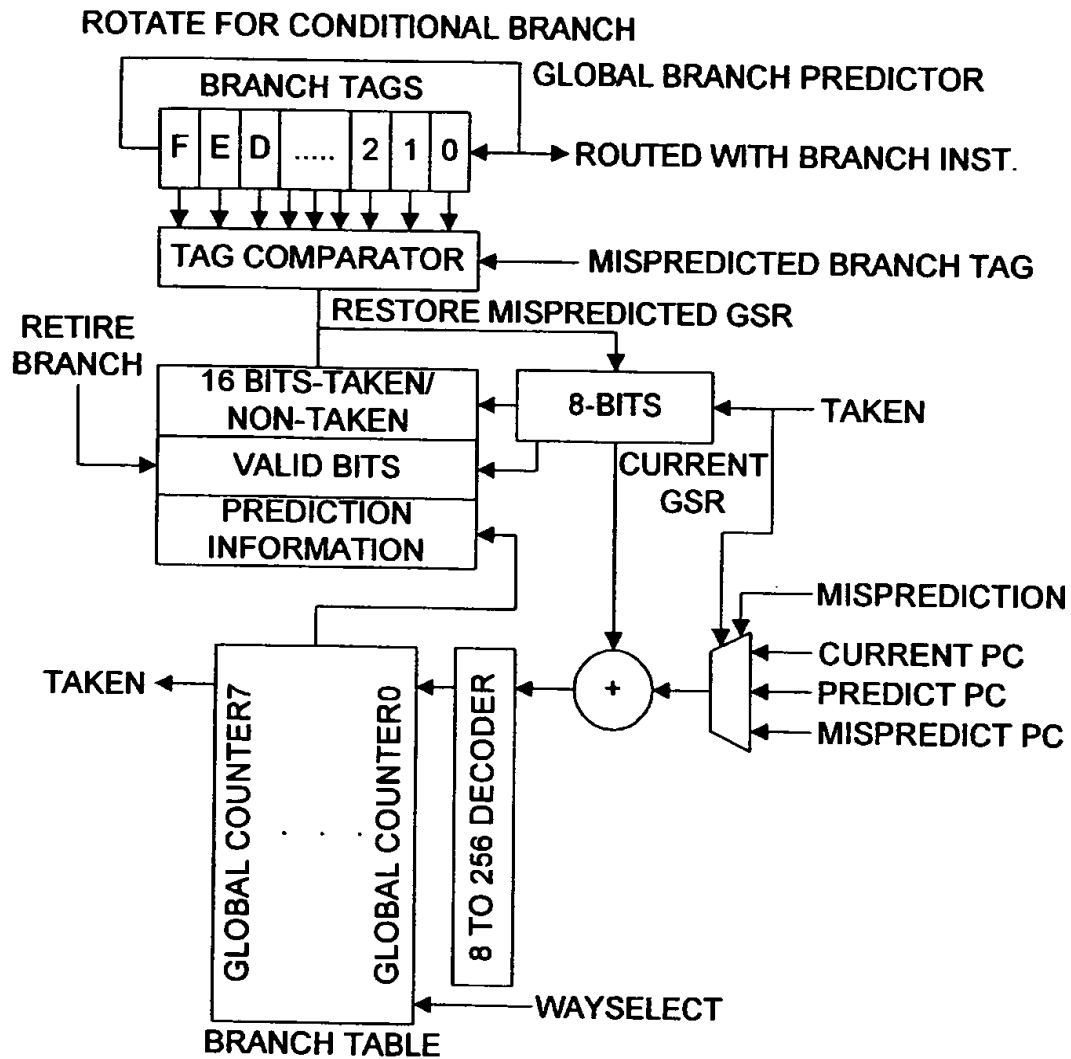 ROTATE FOR CONDITIONAL BRANCH
GLOBAL BRANCH PREDICTOR
BRANCH TAGS
F E D ..... 2 1 0
ROUTED WITH BRANCH INST.
TAG COMPARATOR
MISPREDICTED BRANCH TAG
RESTORE MISPREDICTED GSR
RETIRE
BRANCH
16 BITS-TAKEN/
NON-TAKEN
8-BITS
TAKEN
VALID BITS
CURRENT
GSR
PREDICTION
INFORMATION
MISPREDICTION
CURRENT PC
PREDICT PC
MISPREDICT PC
+
TAKEN
GLOBAL COUNTER7
. . .
GLOBAL COUNTER0
8 TO 256 DECODER
WAYSELECT
BRANCH TABLE